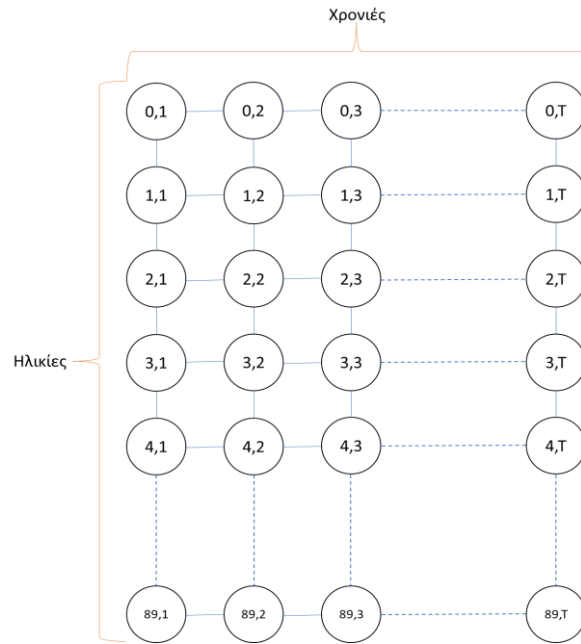 Χρονιές
0,1 0,2 0,3 0,T
1,1 1,2 1,3 1,T
2,1 2,2 2,3 2,T
Ηλικίες
3,1 3,2 3,3 3,T
4,1 4,2 4,3 4,T
89,1 89,2 89,3 89,T